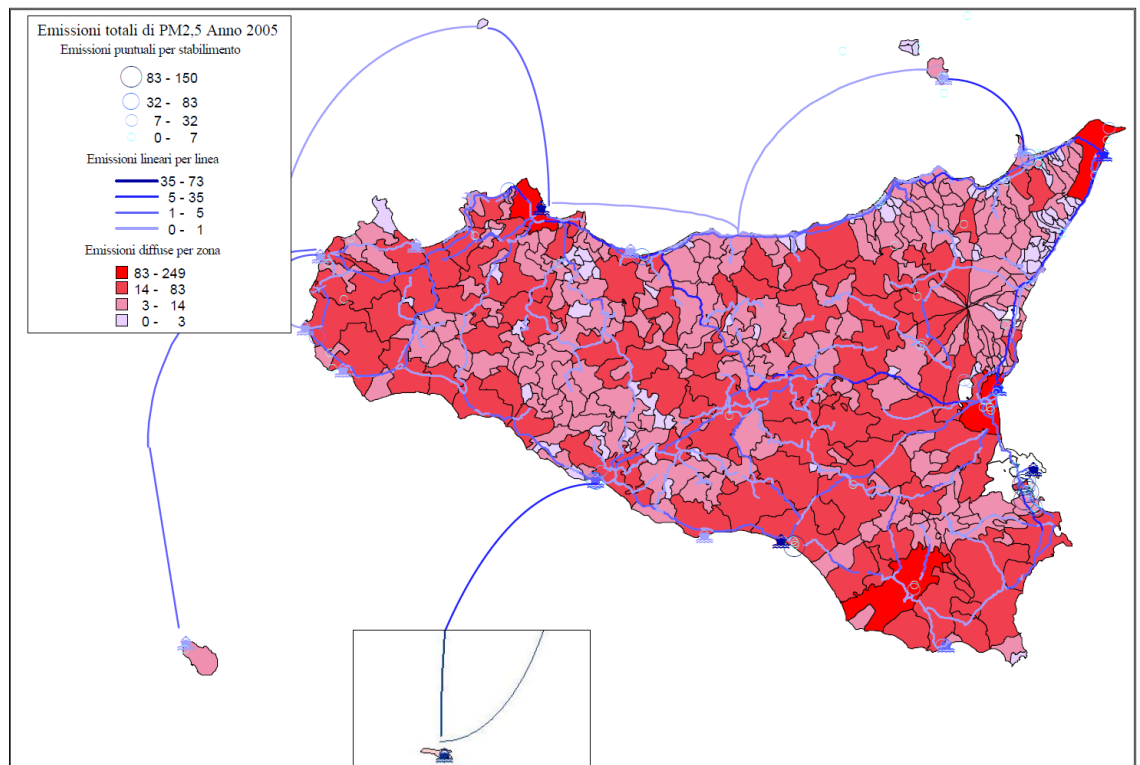 Emissioni totali di PM2,5 Anno 2005
Emissioni puntuali per stabilimento
83 - 150
32 - 83
7 - 32
0 - 7
Emissioni lineari per linea
35 - 73
5 - 35
1 - 5
0 - 1
Emissioni diffuse per zona
83 - 249
14 - 83
3 - 14
0 - 3